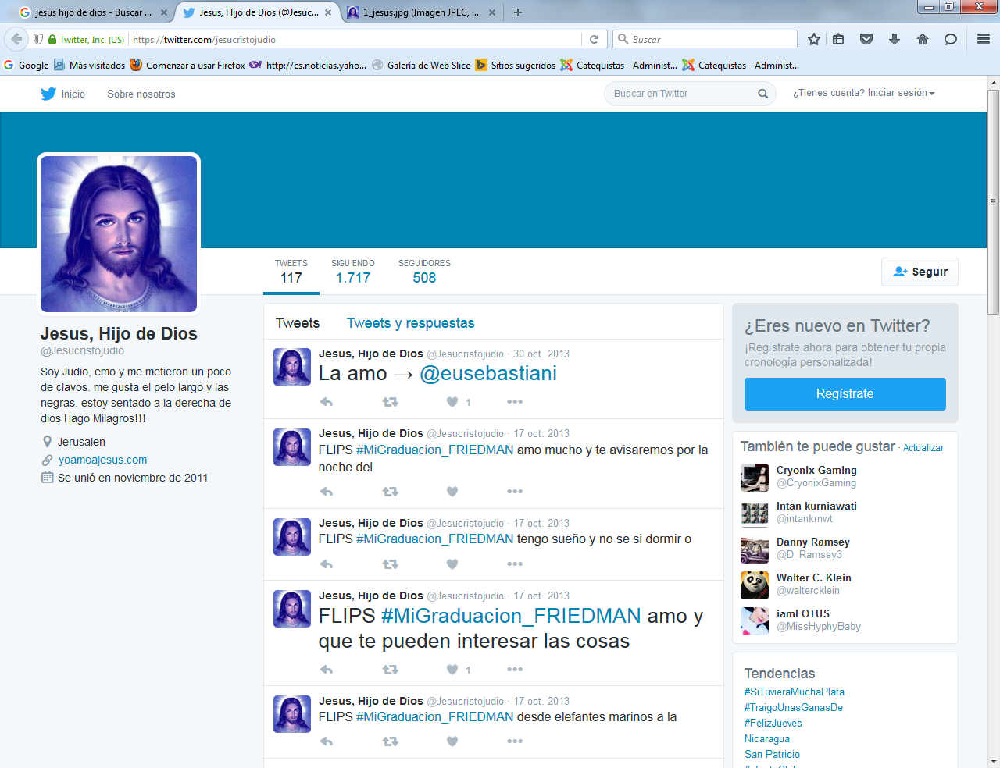 jesus hijo de dios - Buscar ...
Jesus, Hijo de Dios (@Jesuc...
1_jesus.jpg (Imagen JPEG, ...
Twitter, Inc. (US)
https://twitter.com/jesucristojudio
Buscar
Google
Más visitados
Comenzar a usar Firefox
http://es.noticias.yaho...
Galería de Web Slice
Sitios sugeridos
Catequistas - Administ...
Catequistas - Administ...
Inicio
Sobre nosotros
Buscar en Twitter
¿Tienes cuenta? Iniciar sesión
TWEETS
117
SIGUIENDO
1.717
SEGUIDORES
508
Seguir
Jesus, Hijo de Dios
@Jesucristojudio
Soy Judio, emo y me metieron un poco
de clavos. me gusta el pelo largo y las
negras. estoy sentado a la derecha de
dios Hago Milagros!!!
Jerusalen
yoamoajesus.com
Se unió en noviembre de 2011
Tweets
Tweets y respuestas
Jesus, Hijo de Dios @Jesucristojudio · 30 oct. 2013
La amo → @eusebastiani
1
Jesus, Hijo de Dios @Jesucristojudio · 17 oct. 2013
FLIPS #MiGraduacion_FRIEDMAN amo mucho y te avisaremos por la
noche del
Jesus, Hijo de Dios @Jesucristojudio · 17 oct. 2013
FLIPS #MiGraduacion_FRIEDMAN tengo sueño y no se si dormir o
Jesus, Hijo de Dios @Jesucristojudio · 17 oct. 2013
FLIPS #MiGraduacion_FRIEDMAN amo y
que te pueden interesar las cosas
1
Jesus, Hijo de Dios @Jesucristojudio · 17 oct. 2013
FLIPS #MiGraduacion_FRIEDMAN desde elefantes marinos a la
¿Eres nuevo en Twitter?
¡Regístrate ahora para obtener tu propia
cronología personalizada!
Regístrate
También te puede gustar · Actualizar
Cryonix Gaming
@CryonixGaming
Intan kurniawati
@intankrnwt
Danny Ramsey
@D_Ramsey3
Walter C. Klein
@waltercklein
iamLOTUS
@MissHyphyBaby
Tendencias
#SiTuvieraMuchaPlata
#TraigoUnasGanasDe
#FelizJueves
Nicaragua
San Patricio